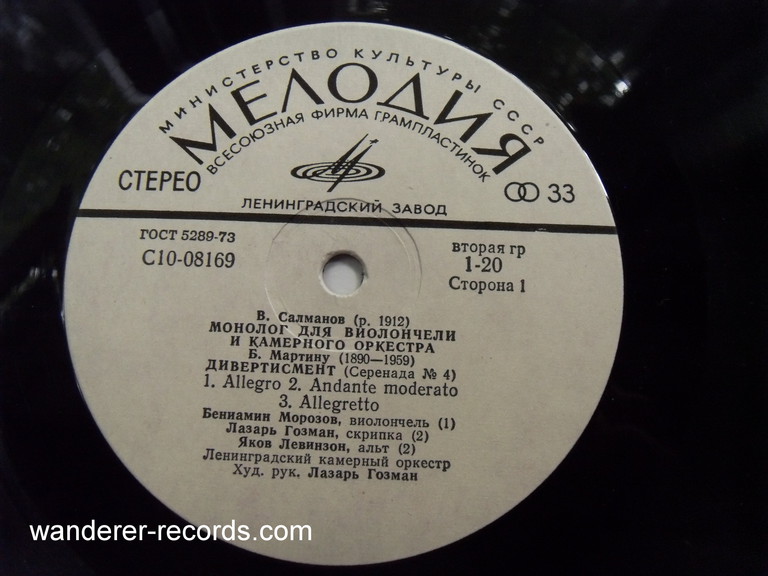 МИНИСТЕРСТВО КУЛЬТУРЫ СССР
МЕЛОДИЯ
ВСЕСОЮЗНАЯ ФИРМА ГРАМПЛАСТИНОК
СТЕРЕО
33
ЛЕНИНГРАДСКИЙ ЗАВОД
ГОСТ 5289-73
С10-08169
вторая гр
1-20
Сторона 1
В. Салманов (р. 1912)
МОНОЛОГ ДЛЯ ВИОЛОНЧЕЛИ
И КАМЕРНОГО ОРКЕСТРА
Б. Мартину (1890—1959)
ДИВЕРТИСМЕНТ (Серенада № 4)
1. Allegro 2. Andante moderato
3. Allegretto
Бениамин Морозов, виолончель (1)
Лазарь Гозман, скрипка (2)
Яков Левинзон, альт (2)
Ленинградский камерный оркестр
Худ. рук. Лазарь Гозман
wanderer-records.com